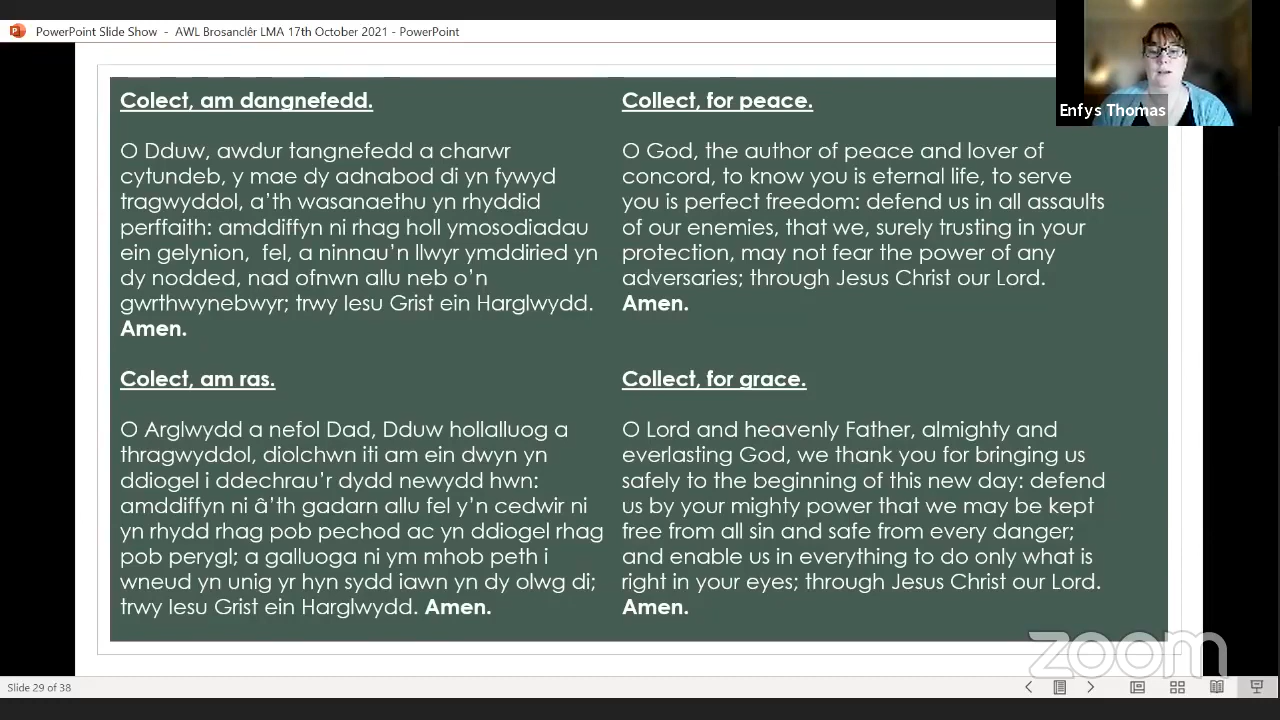 PowerPoint Slide Show - AWL Brosanclêr LMA 17th October 2021 - PowerPoint
Enfys Thomas
Colect, am dangnefedd.
O Dduw, awdur tangnefedd a charwr
cytundeb, y mae dy adnabod di yn fywyd
tragwyddol, a’th wasanaethu yn rhyddid
perffaith: amddiffyn ni rhag holl ymosodiadau
ein gelynion,  fel, a ninnau’n llwyr ymddiried yn
dy nodded, nad ofnwn allu neb o’n
gwrthwynebwyr; trwy Iesu Grist ein Harglwydd.
Amen.
Colect, am ras.
O Arglwydd a nefol Dad, Dduw hollalluog a
thragwyddol, diolchwn iti am ein dwyn yn
ddiogel i ddechrau’r dydd newydd hwn:
amddiffyn ni â’th gadarn allu fel y’n cedwir ni
yn rhydd rhag pob pechod ac yn ddiogel rhag
pob perygl; a galluoga ni ym mhob peth i
wneud yn unig yr hyn sydd iawn yn dy olwg di;
trwy Iesu Grist ein Harglwydd. Amen.
Collect, for peace.
O God, the author of peace and lover of
concord, to know you is eternal life, to serve
you is perfect freedom: defend us in all assaults
of our enemies, that we, surely trusting in your
protection, may not fear the power of any
adversaries; through Jesus Christ our Lord.
Amen.
Collect, for grace.
O Lord and heavenly Father, almighty and
everlasting God, we thank you for bringing us
safely to the beginning of this new day: defend
us by your mighty power that we may be kept
free from all sin and safe from every danger;
and enable us in everything to do only what is
right in your eyes; through Jesus Christ our Lord.
Amen.
zoom
Slide 29 of 38